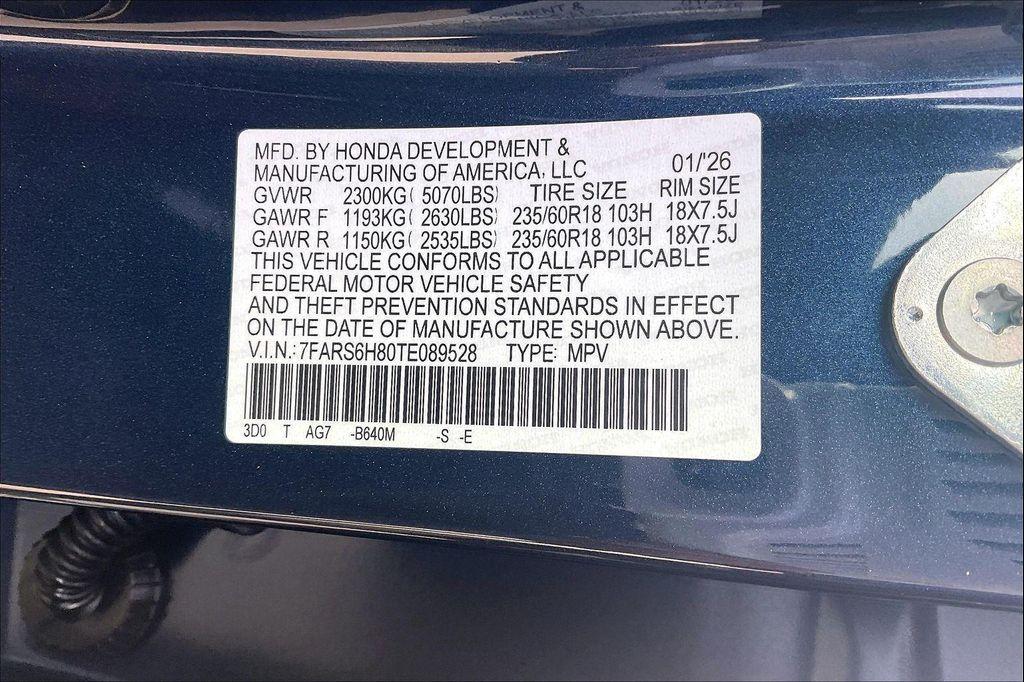 MFD. BY HONDA DEVELOPMENT &
MANUFACTURING OF AMERICA, LLC 01/'26
GVWR 2300KG( 5070LBS) TIRE SIZE RIM SIZE
GAWR F 1193KG( 2630LBS) 235/60R18 103H 18X7.5J
GAWR R 1150KG( 2535LBS) 235/60R18 103H 18X7.5J
THIS VEHICLE CONFORMS TO ALL APPLICABLE
FEDERAL MOTOR VEHICLE SAFETY
AND THEFT PREVENTION STANDARDS IN EFFECT
ON THE DATE OF MANUFACTURE SHOWN ABOVE.
V.I.N.: 7FARS6H80TE089528 TYPE: MPV
3D0 T AG7 -B640M -S -E